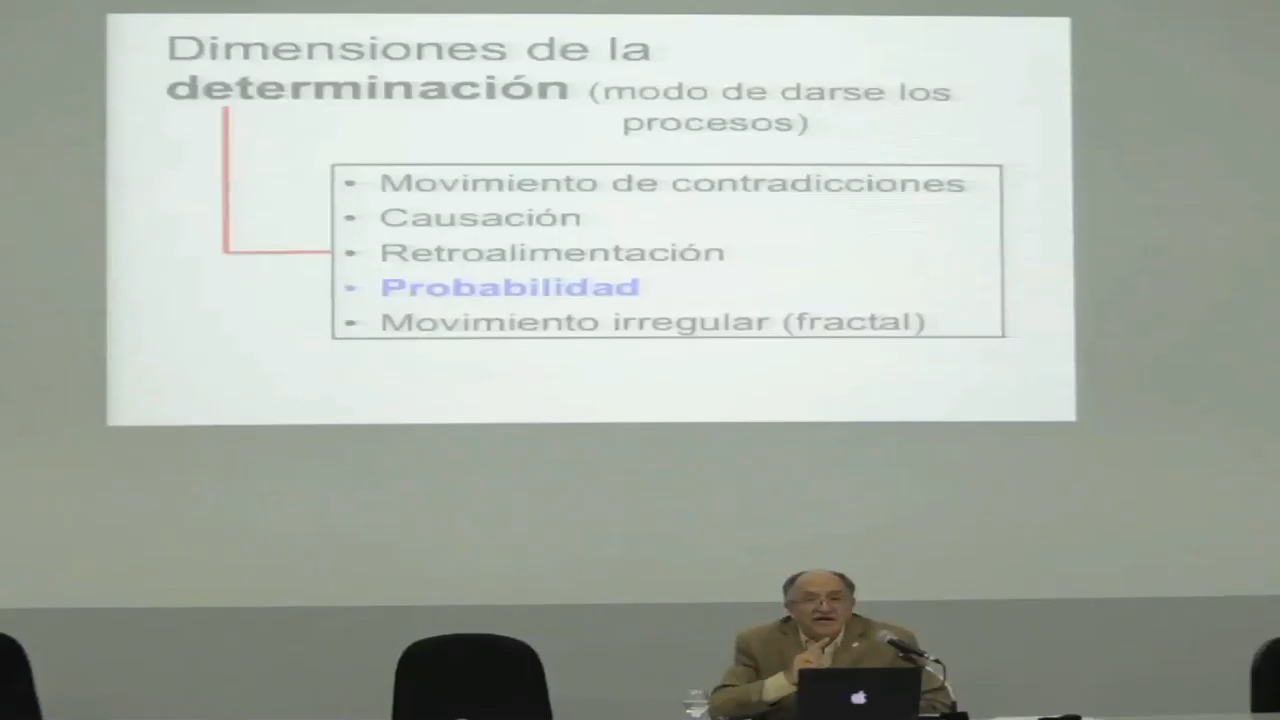 Dimensiones de la
determinación (modo de darse los
procesos)
• Movimiento de contradicciones
• Causación
• Retroalimentación
• Probabilidad
• Movimiento irregular (fractal)